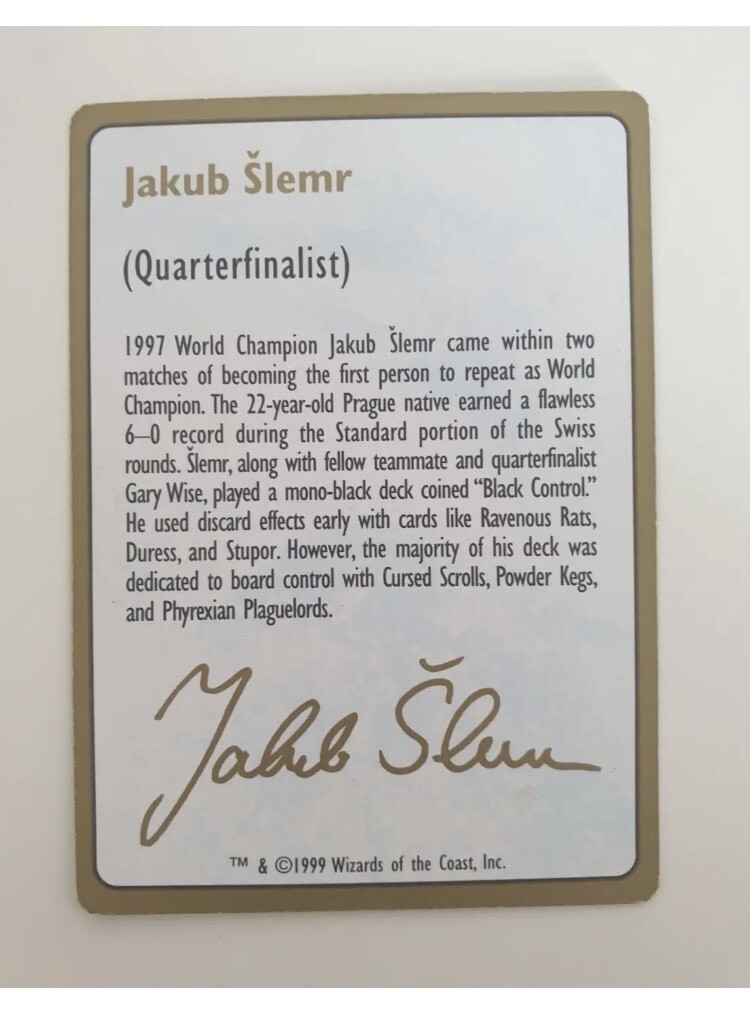 Jakub Šlemr
(Quarterfinalist)
1997 World Champion Jakub Šlemr came within two
matches of becoming the first person to repeat as World
Champion. The 22-year-old Prague native earned a flawless
6–0 record during the Standard portion of the Swiss
rounds. Šlemr, along with fellow teammate and quarterfinalist
Gary Wise, played a mono-black deck coined “Black Control.”
He used discard effects early with cards like Ravenous Rats,
Duress, and Stupor. However, the majority of his deck was
dedicated to board control with Cursed Scrolls, Powder Kegs,
and Phyrexian Plaguelords.
Jakub Šlemr
™ & ©1999 Wizards of the Coast, Inc.